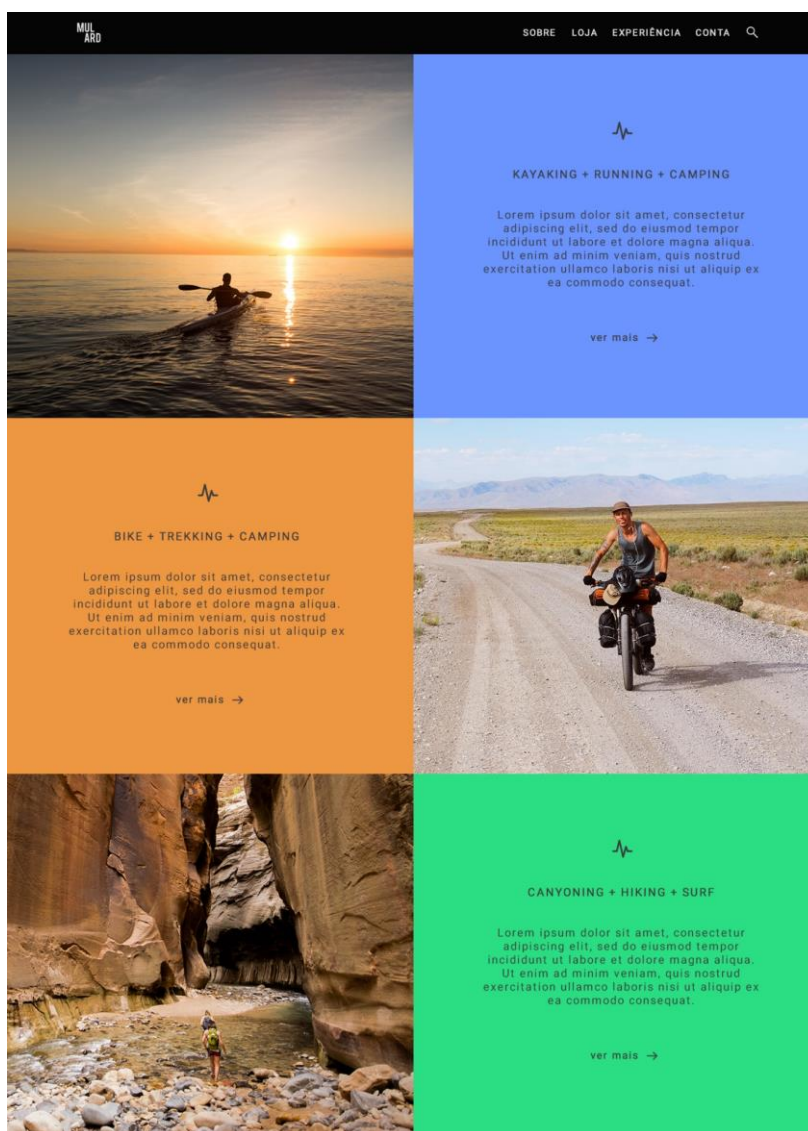 MUL
ARD
SOBRE LOJA EXPERIÊNCIA CONTA
KAYAKING + RUNNING + CAMPING
Lorem ipsum dolor sit amet, consectetur
adipiscing elit, sed do eiusmod tempor
incididunt ut labore et dolore magna aliqua.
Ut enim ad minim veniam, quis nostrud
exercitation ullamco laboris nisi ut aliquip ex
ea commodo consequat.
ver mais →
BIKE + TREKKING + CAMPING
Lorem ipsum dolor sit amet, consectetur
adipiscing elit, sed do eiusmod tempor
incididunt ut labore et dolore magna aliqua.
Ut enim ad minim veniam, quis nostrud
exercitation ullamco laboris nisi ut aliquip ex
ea commodo consequat.
ver mais →
CANYONING + HIKING + SURF
Lorem ipsum dolor sit amet, consectetur
adipiscing elit, sed do eiusmod tempor
incididunt ut labore et dolore magna aliqua.
Ut enim ad minim veniam, quis nostrud
exercitation ullamco laboris nisi ut aliquip ex
ea commodo consequat.
ver mais →